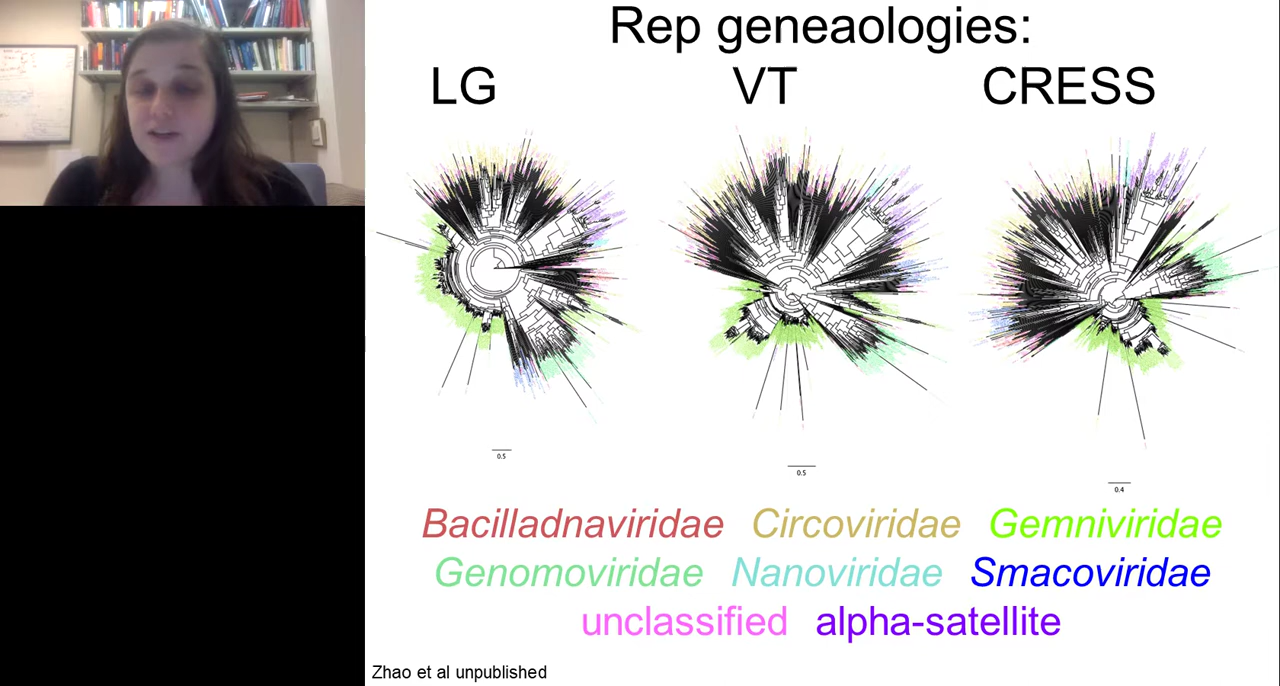 Rep geneaologies:
LG VT CRESS
0.5
0.5
0.4
Bacilladnaviridae Circoviridae Gemniviridae
Genomoviridae Nanoviridae Smacoviridae
unclassified alpha-satellite
Zhao et al unpublished